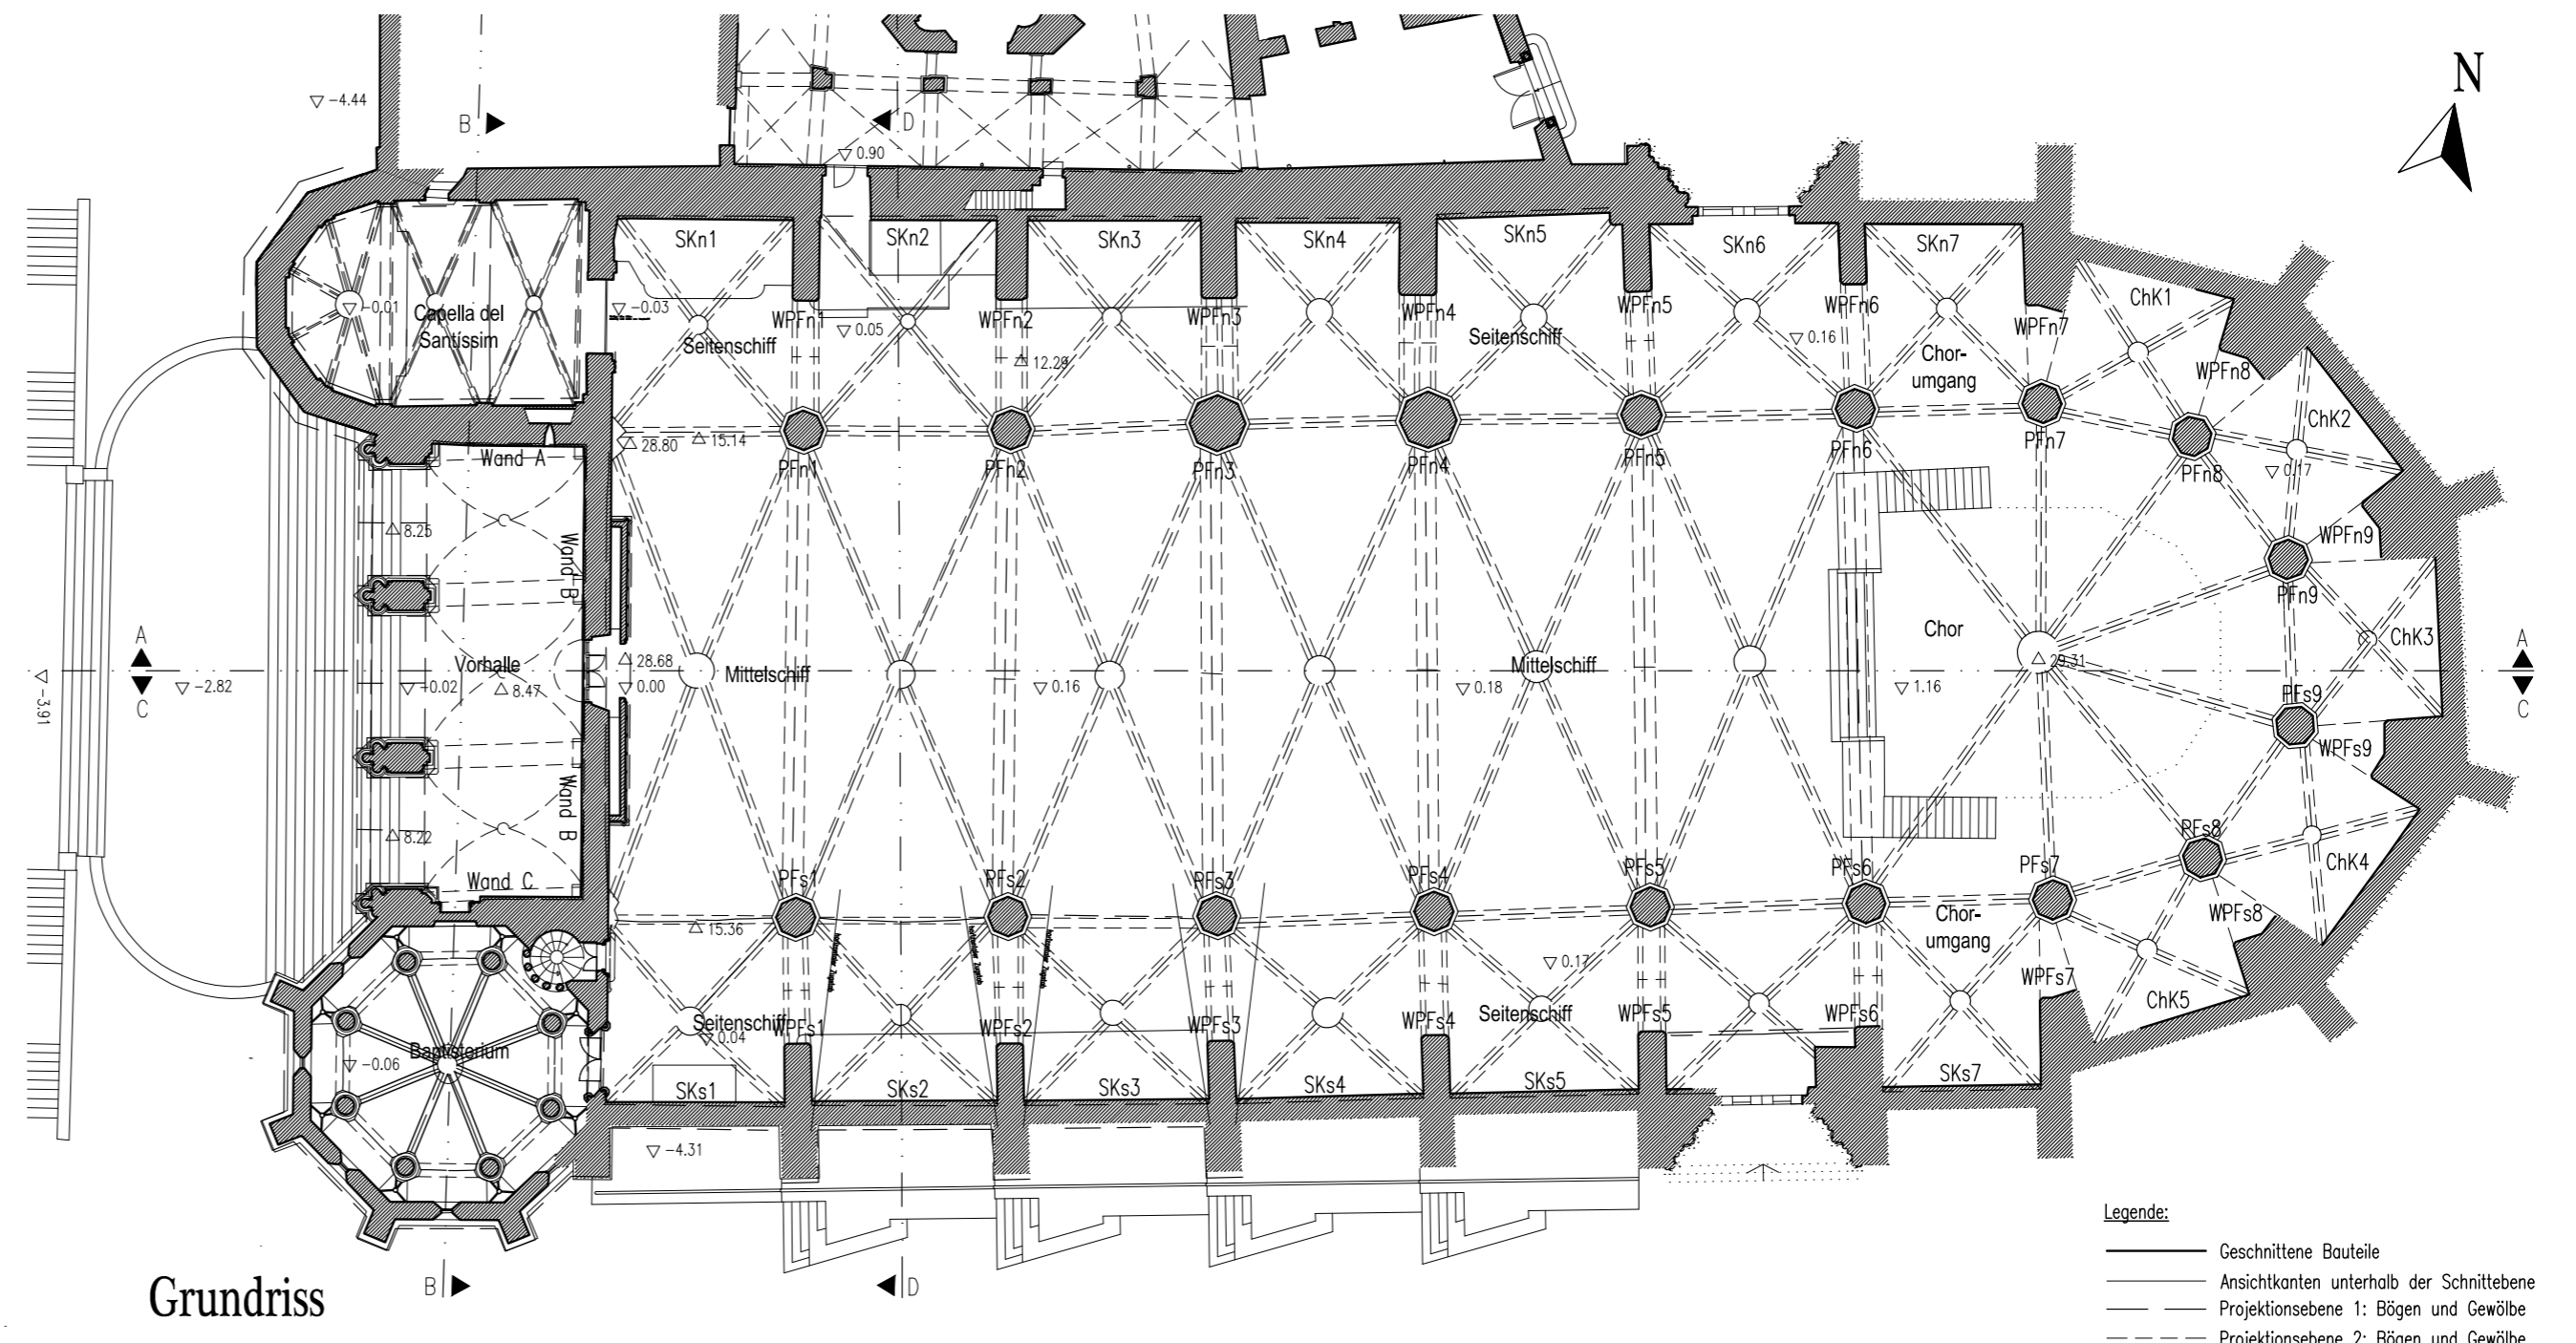 N
-4.44
B
D
0.90
SKn1
SKn2
SKn3
SKn4
SKn5
SKn6
SKn7
ChK1
-0.01
Capella del
Santissim
-0.03
WPFn1
0.05
WPFn2
WPFn3
WPFn4
WPFn5
WPFn6
WPFn7
Seitenschiff
12.29
Seitenschiff
0.16
Chor-
umgang
WPFn8
ChK2
28.80
15.14
Wand A
PFn1
PFn2
PFn3
PFn4
PFn5
PFn6
PFn7
PFn8
0.17
8.25
Wand B
WPFn9
PFn9
A
C
-3.91
-2.82
Vorhalle
-0.02
8.47
28.68
0.00
Mittelschiff
0.16
0.18
Mittelschiff
Chor
1.16
29.31
ChK3
A
C
PFs9
WPFs9
8.22
Wand B
Wand C
PFs1
PFs2
PFs3
PFs4
PFs5
PFs6
PFs7
PFs8
ChK4
15.36
0.17
Chor-
umgang
WPFs8
WPFs7
Seitenschiff
WPFs1
WPFs2
WPFs3
WPFs4
Seitenschiff
WPFs5
WPFs6
ChK5
0.04
Baptisterium
-0.06
SKs1
SKs2
SKs3
SKs4
SKs5
SKs7
-4.31
B
D
Grundriss
Legende:
Geschnittene Bauteile
Ansichtkanten unterhalb der Schnittebene
Projektionsebene 1: Bögen und Gewölbe
Projektionsebene 2: Bögen und Gewölbe